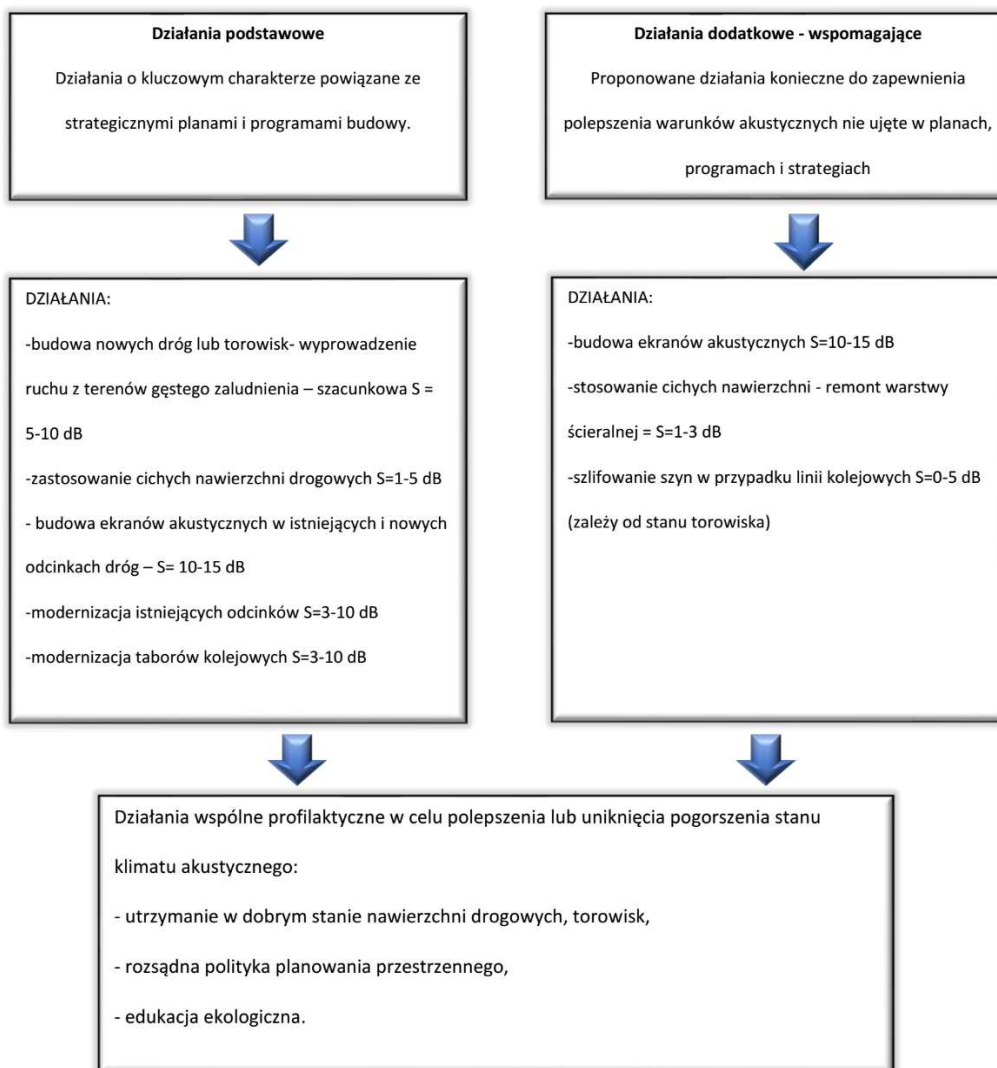 Działania podstawowe
Działania o kluczowym charakterze powiązane ze
strategicznymi planami i programami budowy.
Działania dodatkowe - wspomagające
Proponowane działania konieczne do zapewnienia
polepszenia warunków akustycznych nie ujęte w planach,
programach i strategiach
DZIAŁANIA:
-budowa nowych dróg lub torowisk- wyprowadzenie
ruchu z terenów gęstego zaludnienia – szacunkowa S =
5-10 dB
-zastosowanie cichych nawierzchni drogowych S=1-5 dB
- budowa ekranów akustycznych w istniejących i nowych
odcinkach dróg – S= 10-15 dB
-modernizacja istniejących odcinków S=3-10 dB
-modernizacja taborów kolejowych S=3-10 dB
DZIAŁANIA:
-budowa ekranów akustycznych S=10-15 dB
-stosowanie cichych nawierzchni - remont warstwy
ścieralnej = S=1-3 dB
-szlifowanie szyn w przypadku linii kolejowych S=0-5 dB
(zależy od stanu torowiska)
Działania wspólne profilaktyczne w celu polepszenia lub uniknięcia pogorszenia stanu
klimatu akustycznego:
- utrzymanie w dobrym stanie nawierzchni drogowych, torowisk,
- rozsądna polityka planowania przestrzennego,
- edukacja ekologiczna.